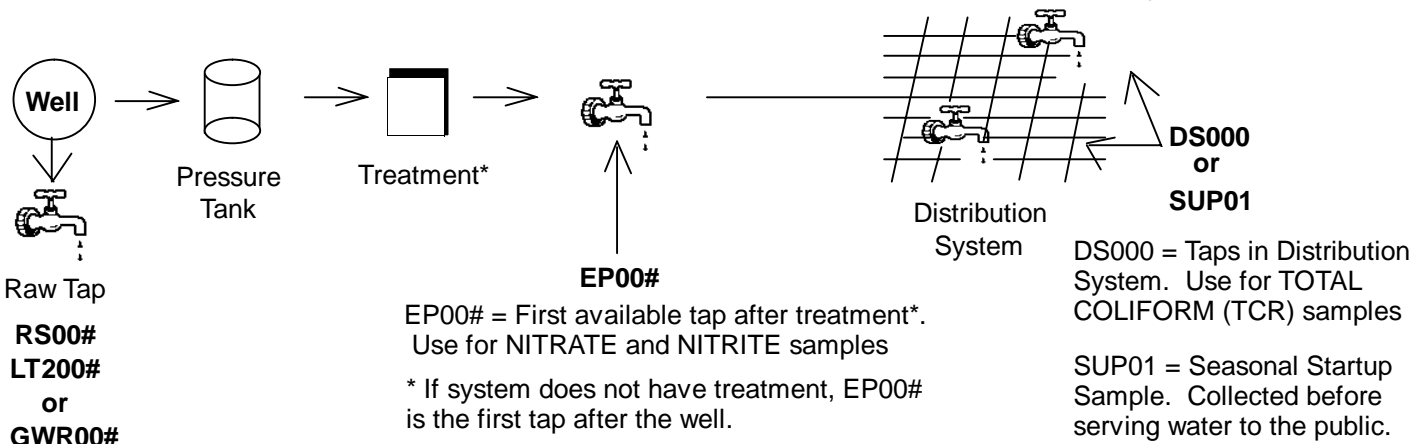 Well
Pressure
Tank
Treatment*
Raw Tap
RS00#
LT200#
or
GWR00#
EP00#
EP00# = First available tap after treatment*.
Use for NITRATE and NITRITE samples
* If system does not have treatment, EP00#
is the first tap after the well.
Distribution
System
DS000
or
SUP01
DS000 = Taps in Distribution
System. Use for TOTAL
COLIFORM (TCR) samples
SUP01 = Seasonal Startup
Sample. Collected before
serving water to the public.